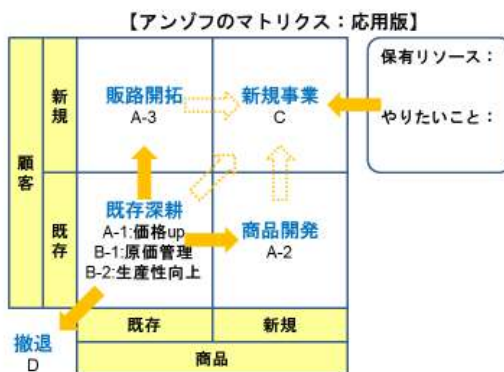 【アンゾフのマトリクス：応用版】
顧客
新規
販路開拓
A-3
新規事業
C
保有リソース：
やりたいこと：
既存
既存深耕
A-1:価格up
B-1:原価管理
B-2:生産性向上
商品開発
A-2
撤退
D
既存
新規
商品